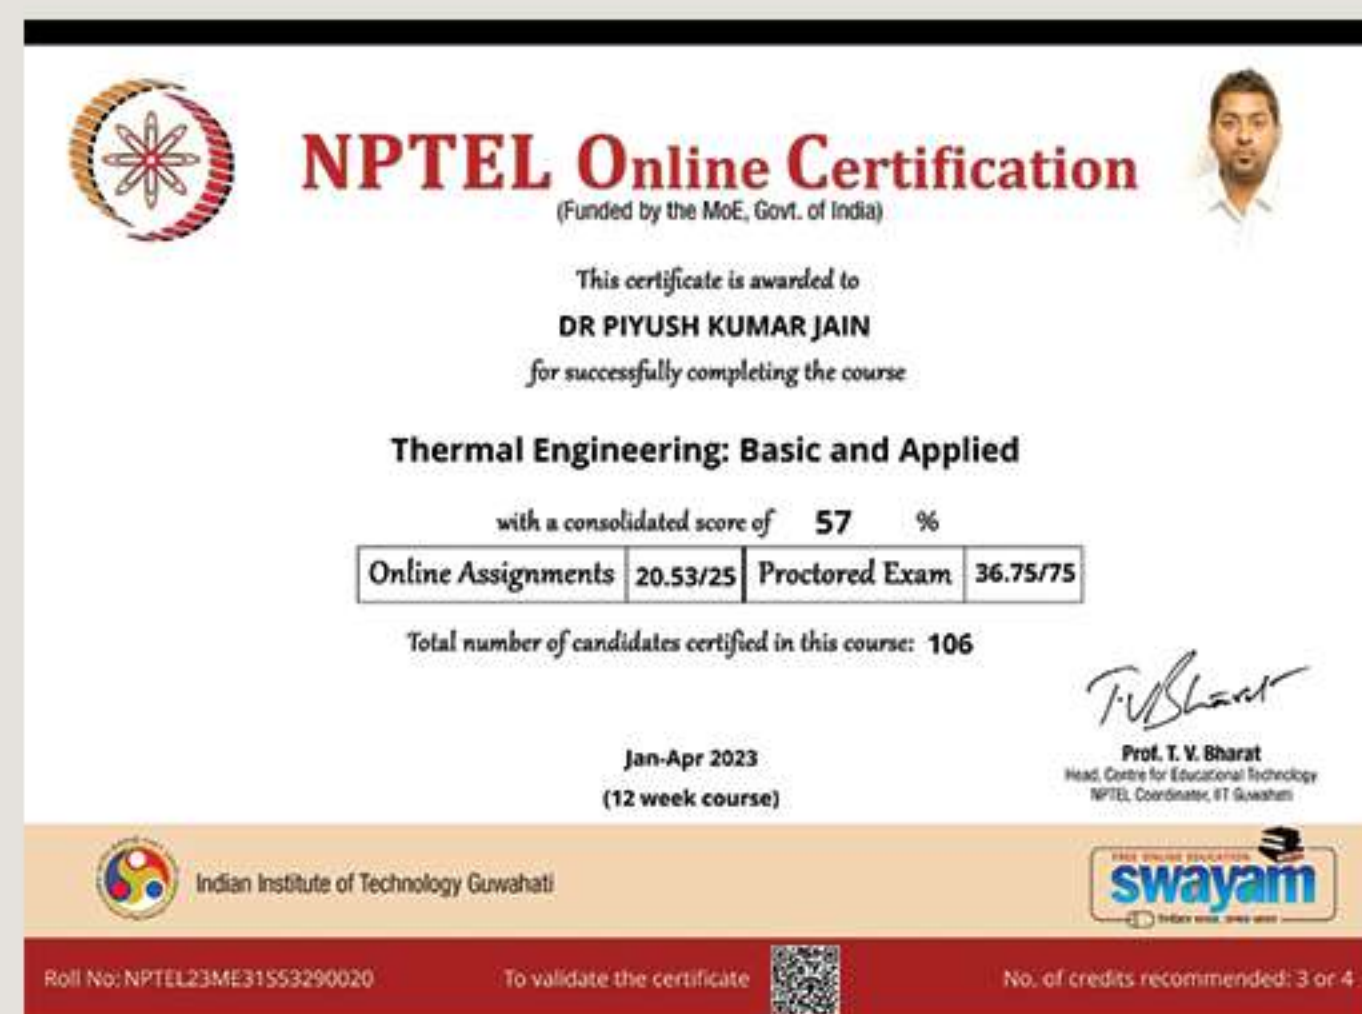 NPTEL Online Certification
(Funded by the MoE, Govt. of India)
This certificate is awarded to
DR PIYUSH KUMAR JAIN
for successfully completing the course
Thermal Engineering: Basic and Applied
with a consolidated score of 57 %
Online Assignments 20.53/25 Proctored Exam 36.75/75
Total number of candidates certified in this course: 106
T.V.Bharat
Jan-Apr 2023
(12 week course)
Prof. T. V. Bharat
Head, Centre for Educational Technology
NPTEL Coordinator, IIT Guwahati
Indian Institute of Technology Guwahati
FREE ONLINE EDUCATION
swayam
Roll No: NPTEL23ME31S53290020
To validate the certificate
No. of credits recommended: 3 or 4